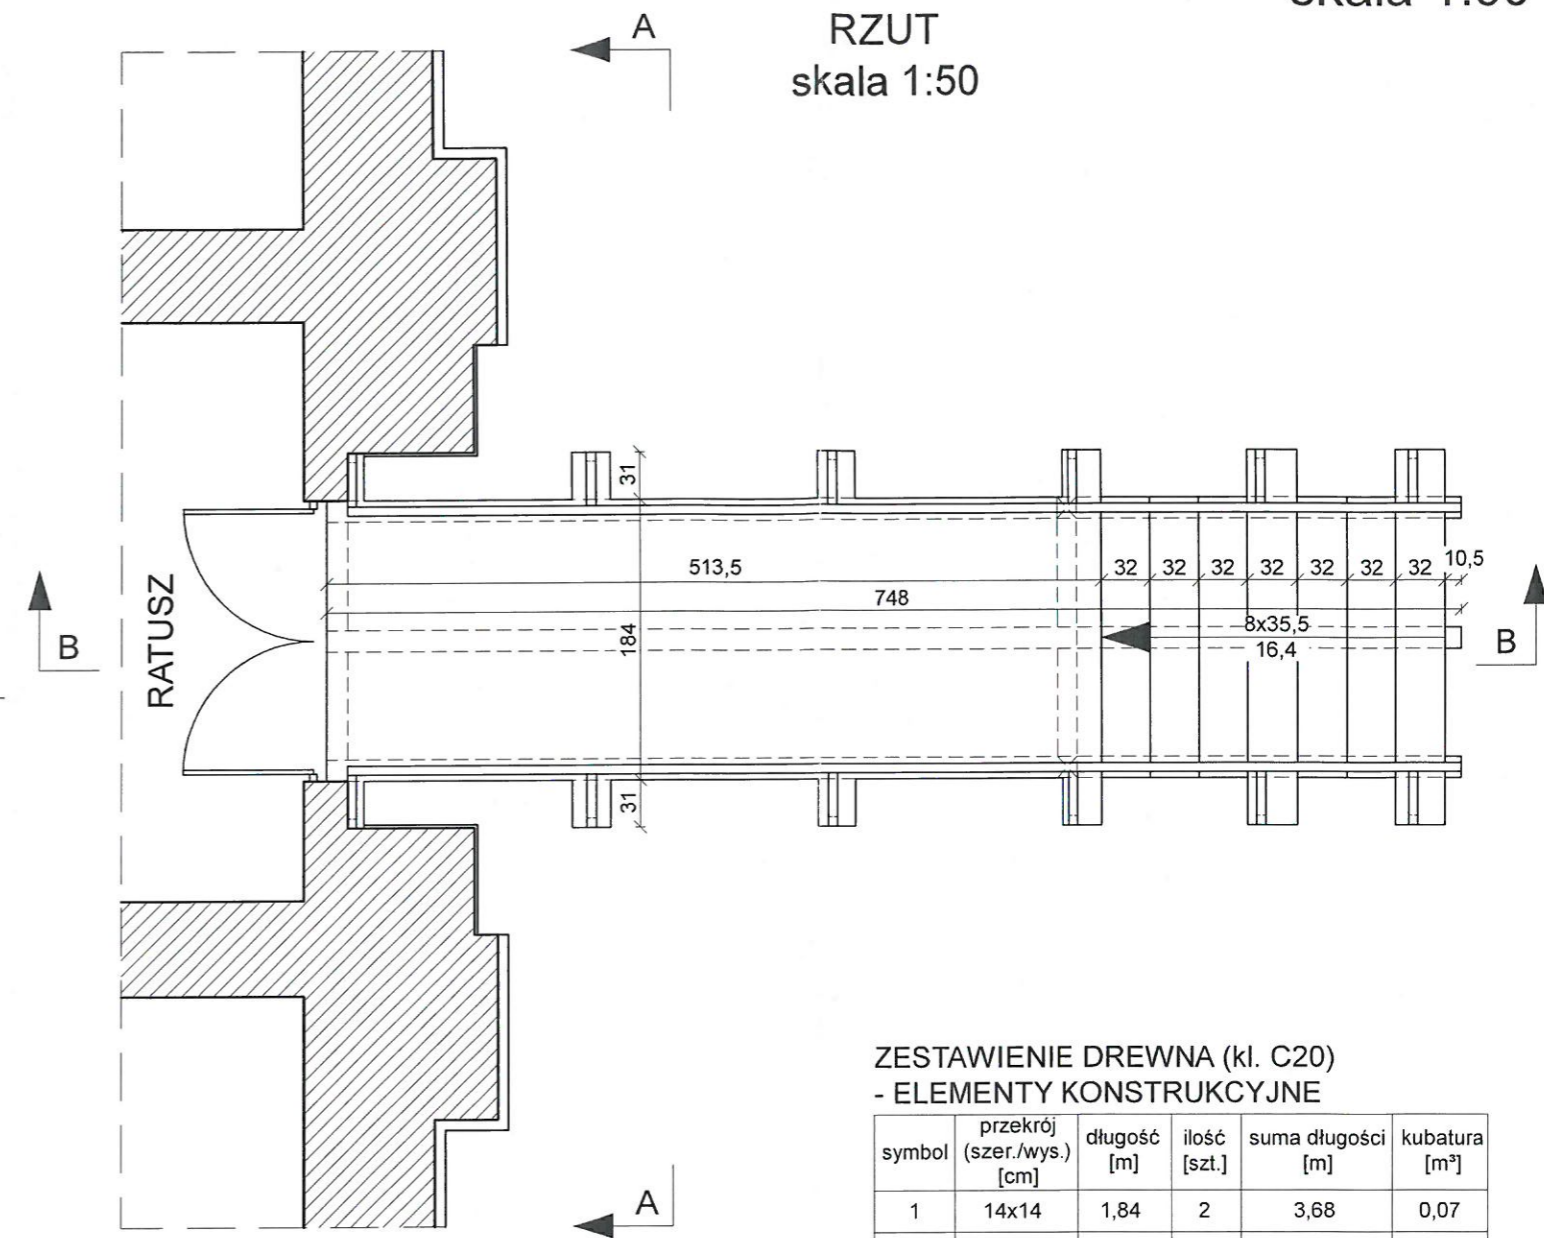 A
RZUT
skala 1:50
31
513,5
32
32
32
32
32
32
32
10,5
748
8x35,5
16,4
184
B
RATUSZ
B
31
A
ZESTAWIENIE DREWNA (kl. C20)
- ELEMENTY KONSTRUKCYJNE
symbol
przekrój
(szer./wys.)
[cm]
długość
[m]
ilość
[szt.]
suma długości
[m]
kubatura
[m³]
1
14x14
1,84
2
3,68
0,07